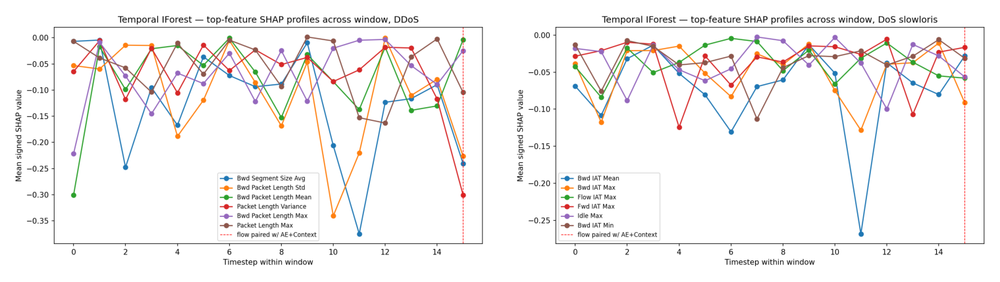 Temporal IForest — top-feature SHAP profiles across window, DDoS
Mean signed SHAP value
0.00
−0.05
−0.10
−0.15
−0.20
−0.25
−0.30
−0.35
Bwd Segment Size Avg
Bwd Packet Length Std
Bwd Packet Length Mean
Packet Length Variance
Bwd Packet Length Max
Packet Length Max
flow paired w/ AE+Context
0 2 4 6 8 10 12 14
Timestep within window
Temporal IForest — top-feature SHAP profiles across window, DoS slowloris
Mean signed SHAP value
0.00
−0.05
−0.10
−0.15
−0.20
−0.25
Bwd IAT Mean
Bwd IAT Max
Flow IAT Max
Fwd IAT Max
Idle Max
Bwd IAT Min
flow paired w/ AE+Context
0 2 4 6 8 10 12 14
Timestep within window